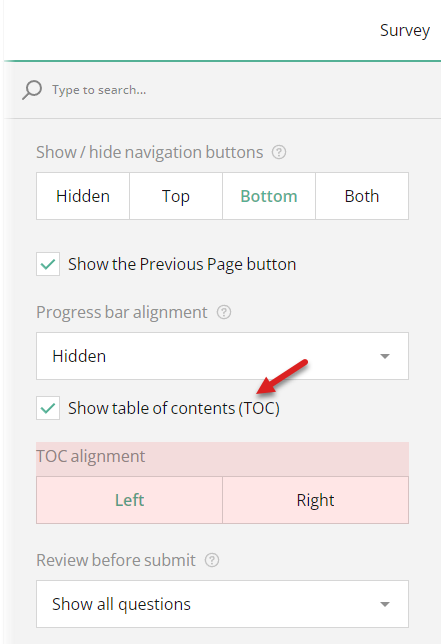 Survey
Type to search...
Show / hide navigation buttons ?
Hidden Top Bottom Both
Show the Previous Page button
Progress bar alignment ?
Hidden
Show table of contents (TOC)
TOC alignment
Left Right
Review before submit ?
Show all questions